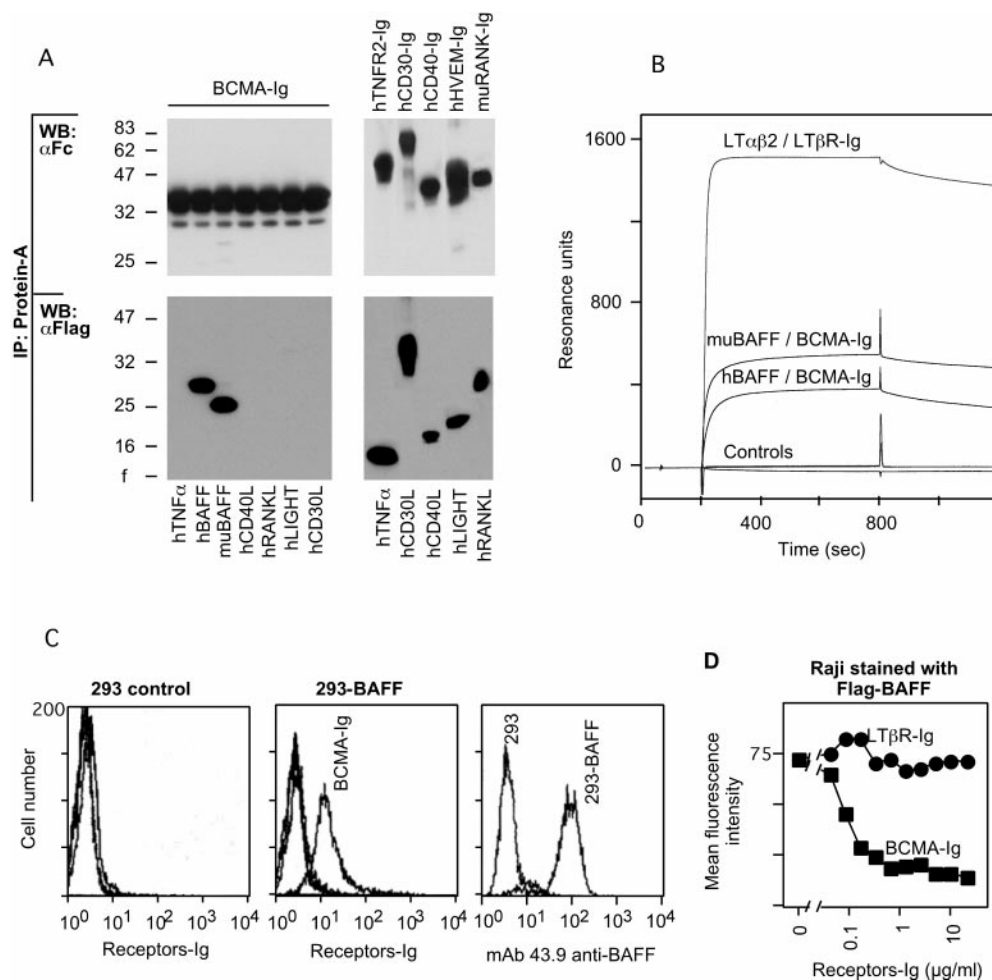 A
BCMA-Ig
hTNFR2-Ig
hCD30-Ig
hCD40-Ig
hHVEM-Ig
muRANK-Ig
IP: Protein-A
WB:
αFc
83
62
47
32
25
WB:
αFlag
47
32
25
16
f
hTNFα
hBAFF
muBAFF
hCD40L
hRANKL
hLIGHT
hCD30L
hTNFα
hCD30L
hCD40L
hLIGHT
hRANKL
B
Resonance units
1600
800
0
LTαβ2 / LTβR-Ig
muBAFF / BCMA-Ig
hBAFF / BCMA-Ig
Controls
0 400 800
Time (sec)
C
293 control
200
Cell number
10⁰ 10¹ 10² 10³ 10⁴
Receptors-Ig
293-BAFF
BCMA-Ig
10⁰ 10¹ 10² 10³ 10⁴
Receptors-Ig
293
293-BAFF
10⁰ 10¹ 10² 10³ 10⁴
mAb 43.9 anti-BAFF
D
Raji stained with
Flag-BAFF
Mean fluorescence
intensity
75
LTβR-Ig
BCMA-Ig
0 0.1 1 10
Receptors-Ig (µg/ml)